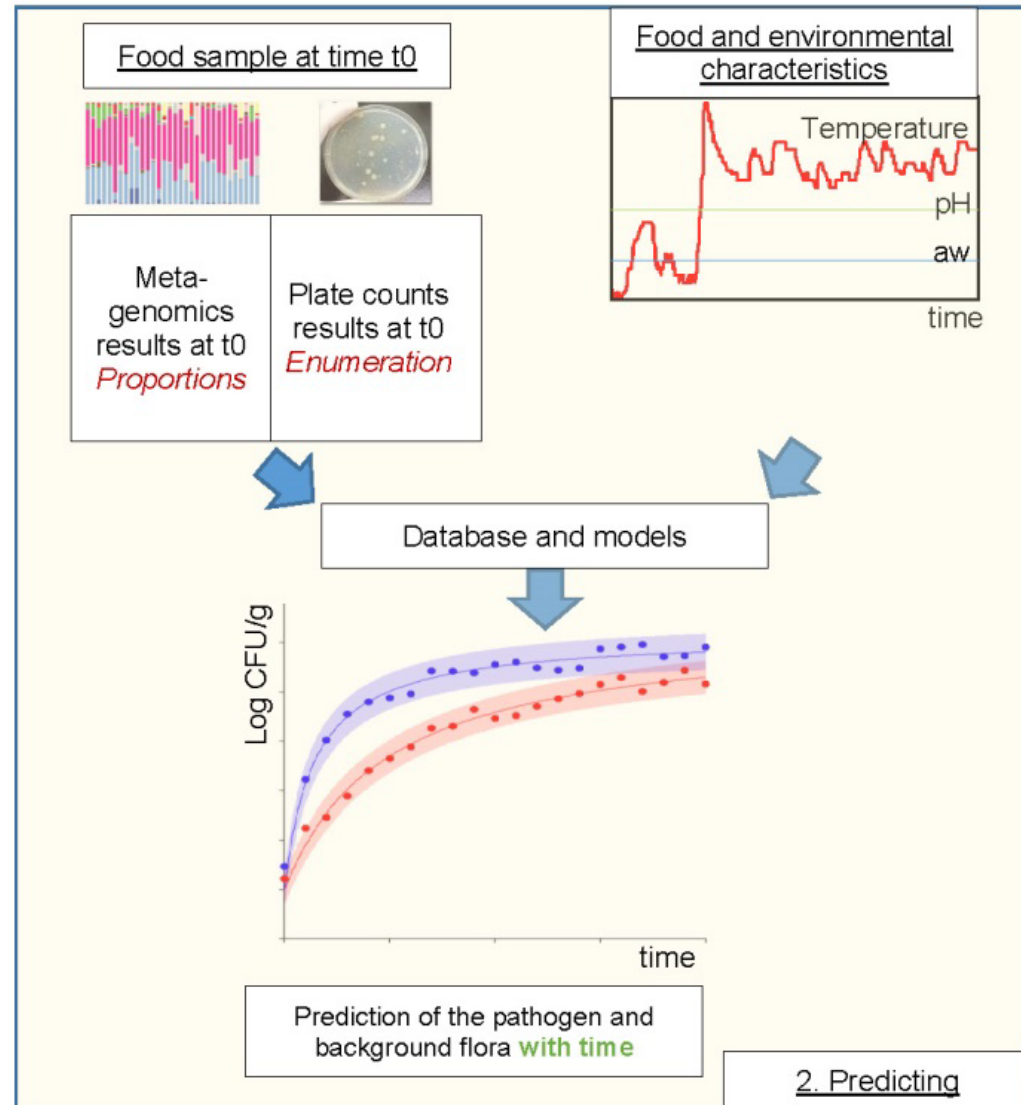 Food sample at time t0
Food and environmental
characteristics
Temperature
pH
aw
time
Meta-
genomics
results at t0
Proportions
Plate counts
results at t0
Enumeration
Database and models
Log CFU/g
time
Prediction of the pathogen and
background flora with time
2. Predicting